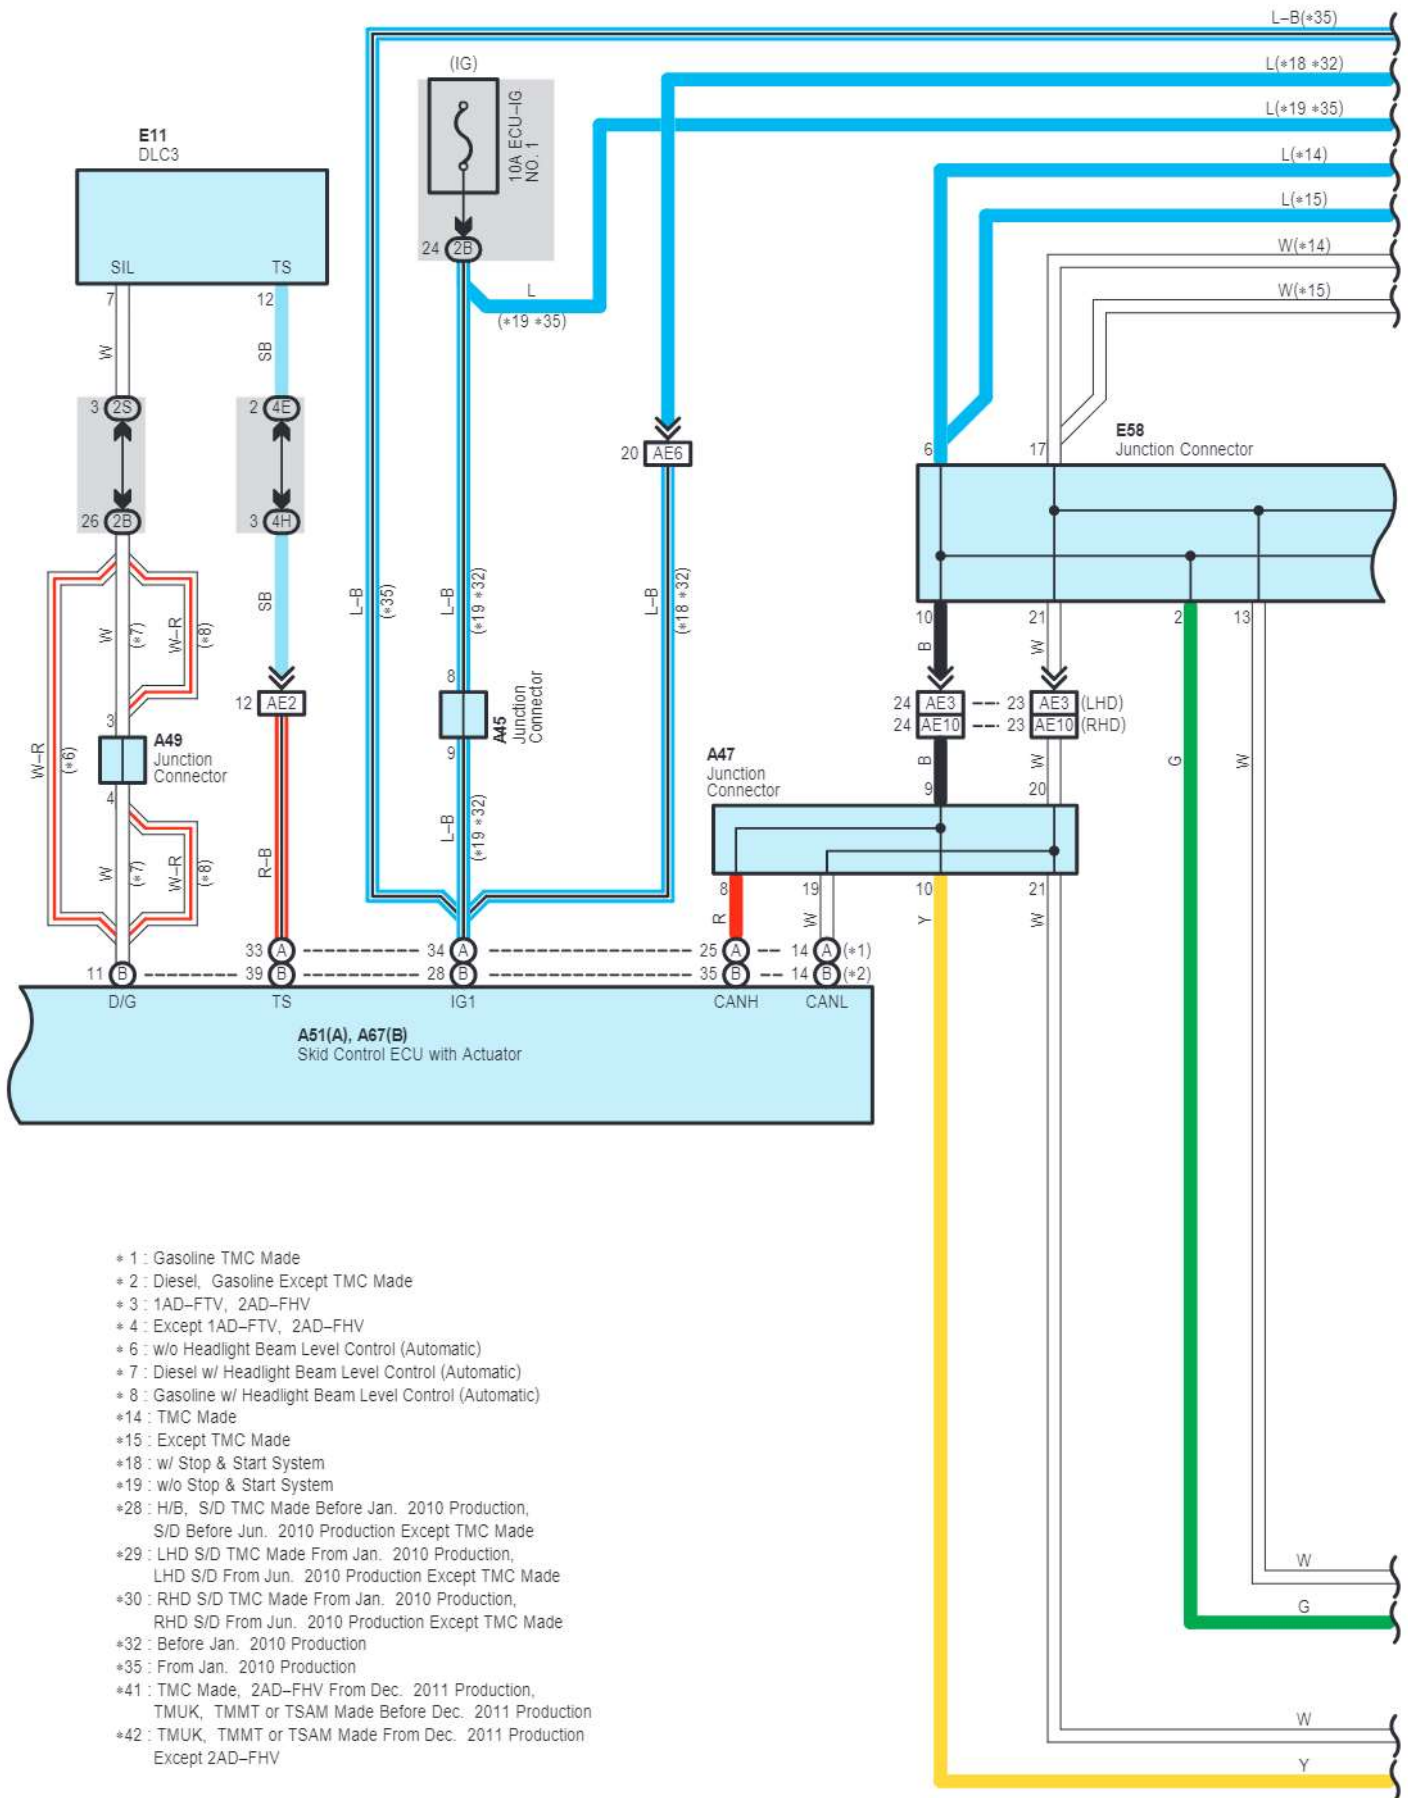 L–B(*35)
(IG)
L(*18 *32)
10A ECU–IG
NO. 1
L(*19 *35)
E11
DLC3
L(*14)
L(*15)
24 2B
W(*14)
SIL TS
L
(*19 *35)
W(*15)
7 12
W
SB
3 2S
2 4E
E58
Junction Connector
20 AE6
6 17
26 2B
3 4H
L–B
(*35)
L–B
(*19 *32)
L–B
(*18 *32)
W
(*7)
W–R
(*8)
SB
10 21 2 13
B
W
8
A45
Junction
Connector
9
12 AE2
24 AE3 23 AE3 (LHD)
24 AE10 23 AE10 (RHD)
3
A49
Junction
Connector
4
W–R
(*6)
A47
Junction
Connector
B
W
G
W
9 20
L–B
(*19 *32)
W
(*7)
W–R
(*8)
R–B
8 19 10 21
R
W
Y
W
33 A 34 A 25 A 14 A (*1)
11 B 39 B 28 B 35 B 14 B (*2)
D/G TS IG1 CANH CANL
A51(A), A67(B)
Skid Control ECU with Actuator
* 1 : Gasoline TMC Made
* 2 : Diesel, Gasoline Except TMC Made
* 3 : 1AD–FTV, 2AD–FHV
* 4 : Except 1AD–FTV, 2AD–FHV
* 6 : w/o Headlight Beam Level Control (Automatic)
* 7 : Diesel w/ Headlight Beam Level Control (Automatic)
* 8 : Gasoline w/ Headlight Beam Level Control (Automatic)
*14 : TMC Made
*15 : Except TMC Made
*18 : w/ Stop & Start System
*19 : w/o Stop & Start System
*28 : H/B, S/D TMC Made Before Jan. 2010 Production,
S/D Before Jun. 2010 Production Except TMC Made
*29 : LHD S/D TMC Made From Jan. 2010 Production,
LHD S/D From Jun. 2010 Production Except TMC Made
*30 : RHD S/D TMC Made From Jan. 2010 Production,
RHD S/D From Jun. 2010 Production Except TMC Made
*32 : Before Jan. 2010 Production
*35 : From Jan. 2010 Production
*41 : TMC Made, 2AD–FHV From Dec. 2011 Production,
TMUK, TMMT or TSAM Made Before Dec. 2011 Production
*42 : TMUK, TMMT or TSAM Made From Dec. 2011 Production
Except 2AD–FHV
W
G
W
Y